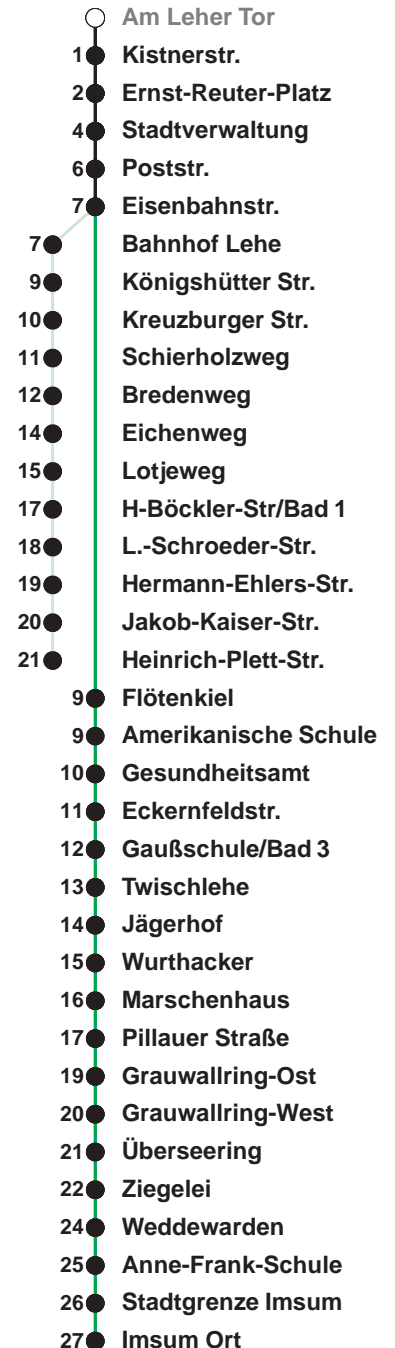 Am Leher Tor
1 Kistnerstr.
2 Ernst-Reuter-Platz
4 Stadtverwaltung
6 Poststr.
7 Eisenbahnstr.
7 Bahnhof Lehe
9 Königshütter Str.
10 Kreuzburger Str.
11 Schierholzweg
12 Bredenweg
14 Eichenweg
15 Lotjeweg
17 H-Böckler-Str/Bad 1
18 L.-Schroeder-Str.
19 Hermann-Ehlers-Str.
20 Jakob-Kaiser-Str.
21 Heinrich-Plett-Str.
9 Flötenkiel
9 Amerikanische Schule
10 Gesundheitsamt
11 Eckernfeldstr.
12 Gaußschule/Bad 3
13 Twischlehe
14 Jägerhof
15 Wurthacker
16 Marschenhaus
17 Pillauer Straße
19 Grauwallring-Ost
20 Grauwallring-West
21 Überseering
22 Ziegelei
24 Weddewarden
25 Anne-Frank-Schule
26 Stadtgrenze Imsum
27 Imsum Ort